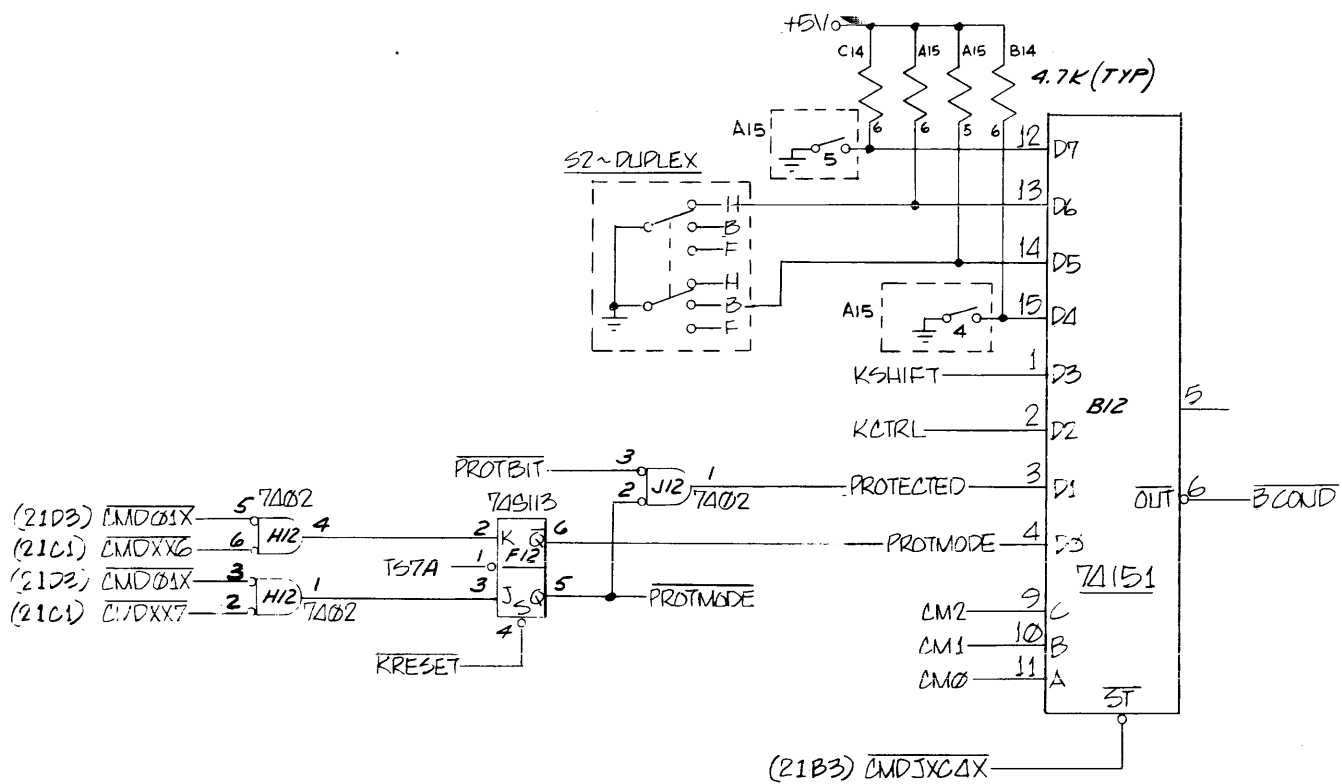 +5V
C14 A15 A15 B14
4.7K (TYP)
6 6 5 6
A15
5
12 D7
S2~DUPLEX
H
B
F
H
B
F
13 D6
14 D5
A15
4
15 D4
KSHIFT 1 D3
B12
5
KCTRL 2 D2
PROTBIT 3
2
J12
1
7402
PROTECTED 3 D1
OUT 6 BCOND
(21D3) CMD01X 5
7402
H12
4
(21C1) CMDXX6 6
74S113
2 K Q 6
F12
PROTMODE 4 D0
74151
TS7A 1
CMD01X 3
H12
1
7402
(21C1) 2
3 J Q 5
S
4
PROTMODE
KRESET
CM2 9 C
CM1 10 B
CM0 11 A
ST
(21B3) CMDJXC4X